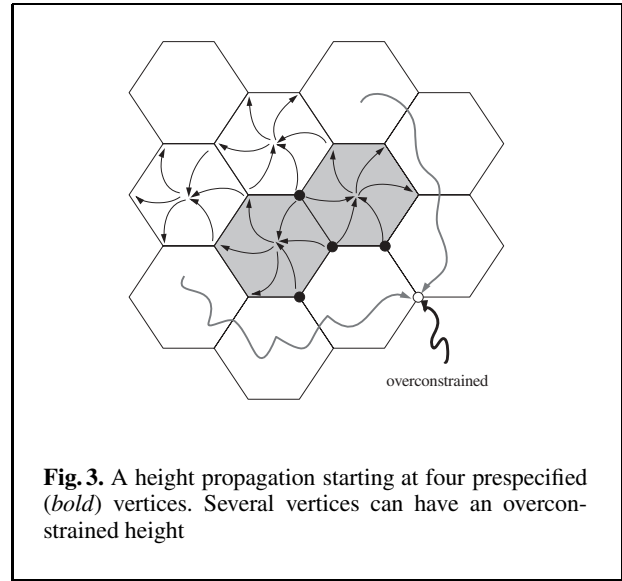 overconstrained
Fig. 3. A height propagation starting at four prespecified
(bold) vertices. Several vertices can have an overcon-
strained height